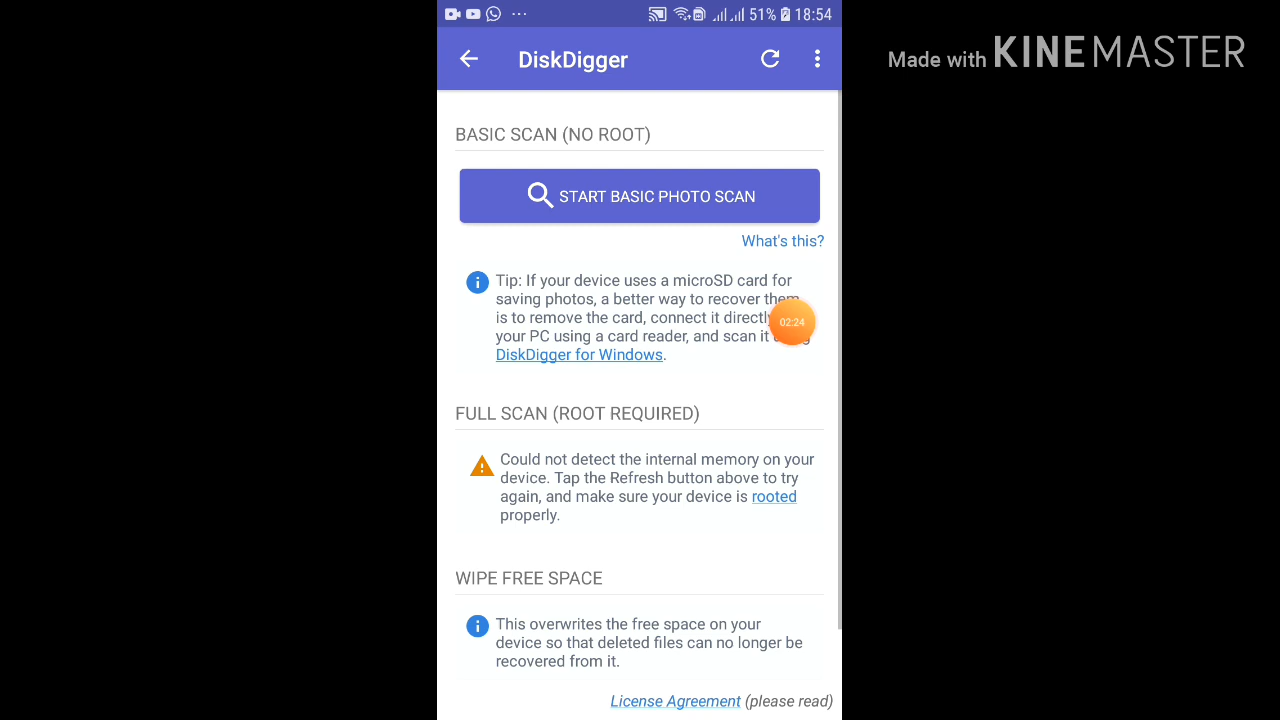 51% 18:54
DiskDigger
Made with KINEMASTER
BASIC SCAN (NO ROOT)
START BASIC PHOTO SCAN
What's this?
Tip: If your device uses a microSD card for
saving photos, a better way to recover them
is to remove the card, connect it directly
your PC using a card reader, and scan it
02:24
DiskDigger for Windows.
FULL SCAN (ROOT REQUIRED)
Could not detect the internal memory on your
device. Tap the Refresh button above to try
again, and make sure your device is rooted
properly.
WIPE FREE SPACE
This overwrites the free space on your
device so that deleted files can no longer be
recovered from it.
License Agreement (please read)